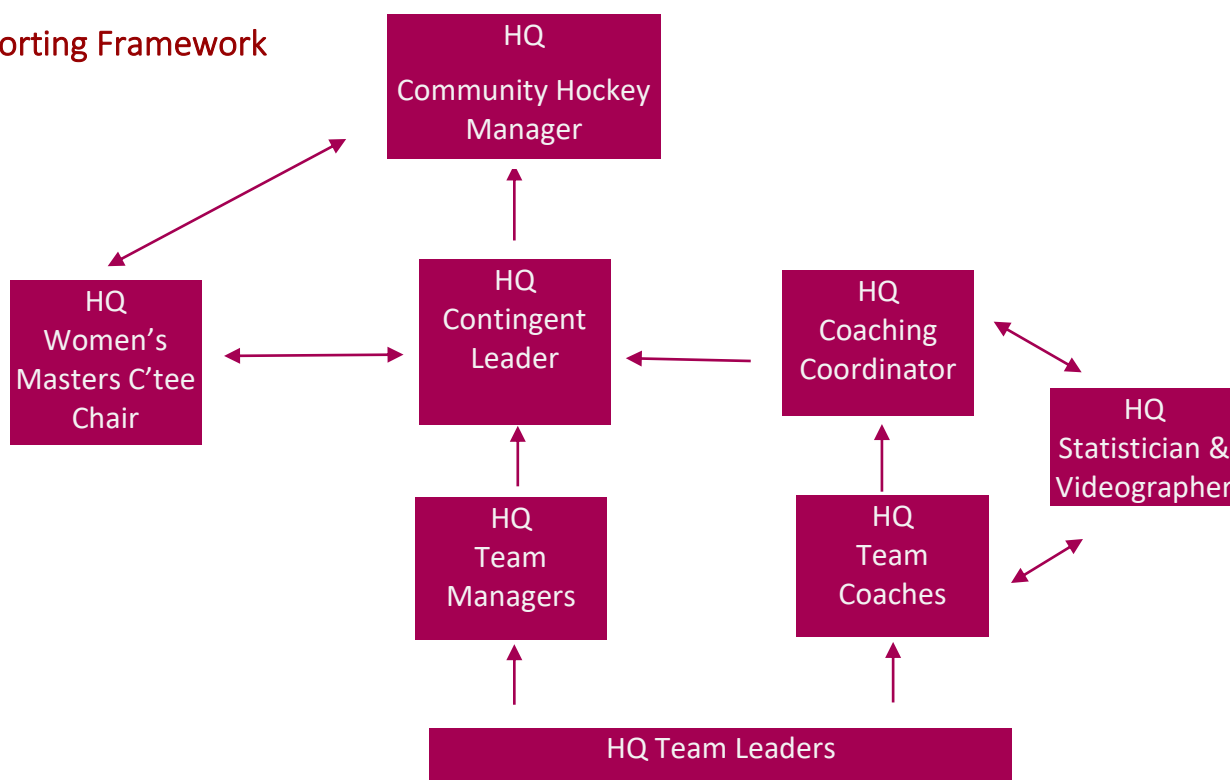 orting Framework
HQ
Community Hockey
Manager
HQ
Women’s
Masters C’tee
Chair
HQ
Contingent
Leader
HQ
Coaching
Coordinator
HQ
Statistician &
Videographer
HQ
Team
Managers
HQ
Team
Coaches
HQ Team Leaders